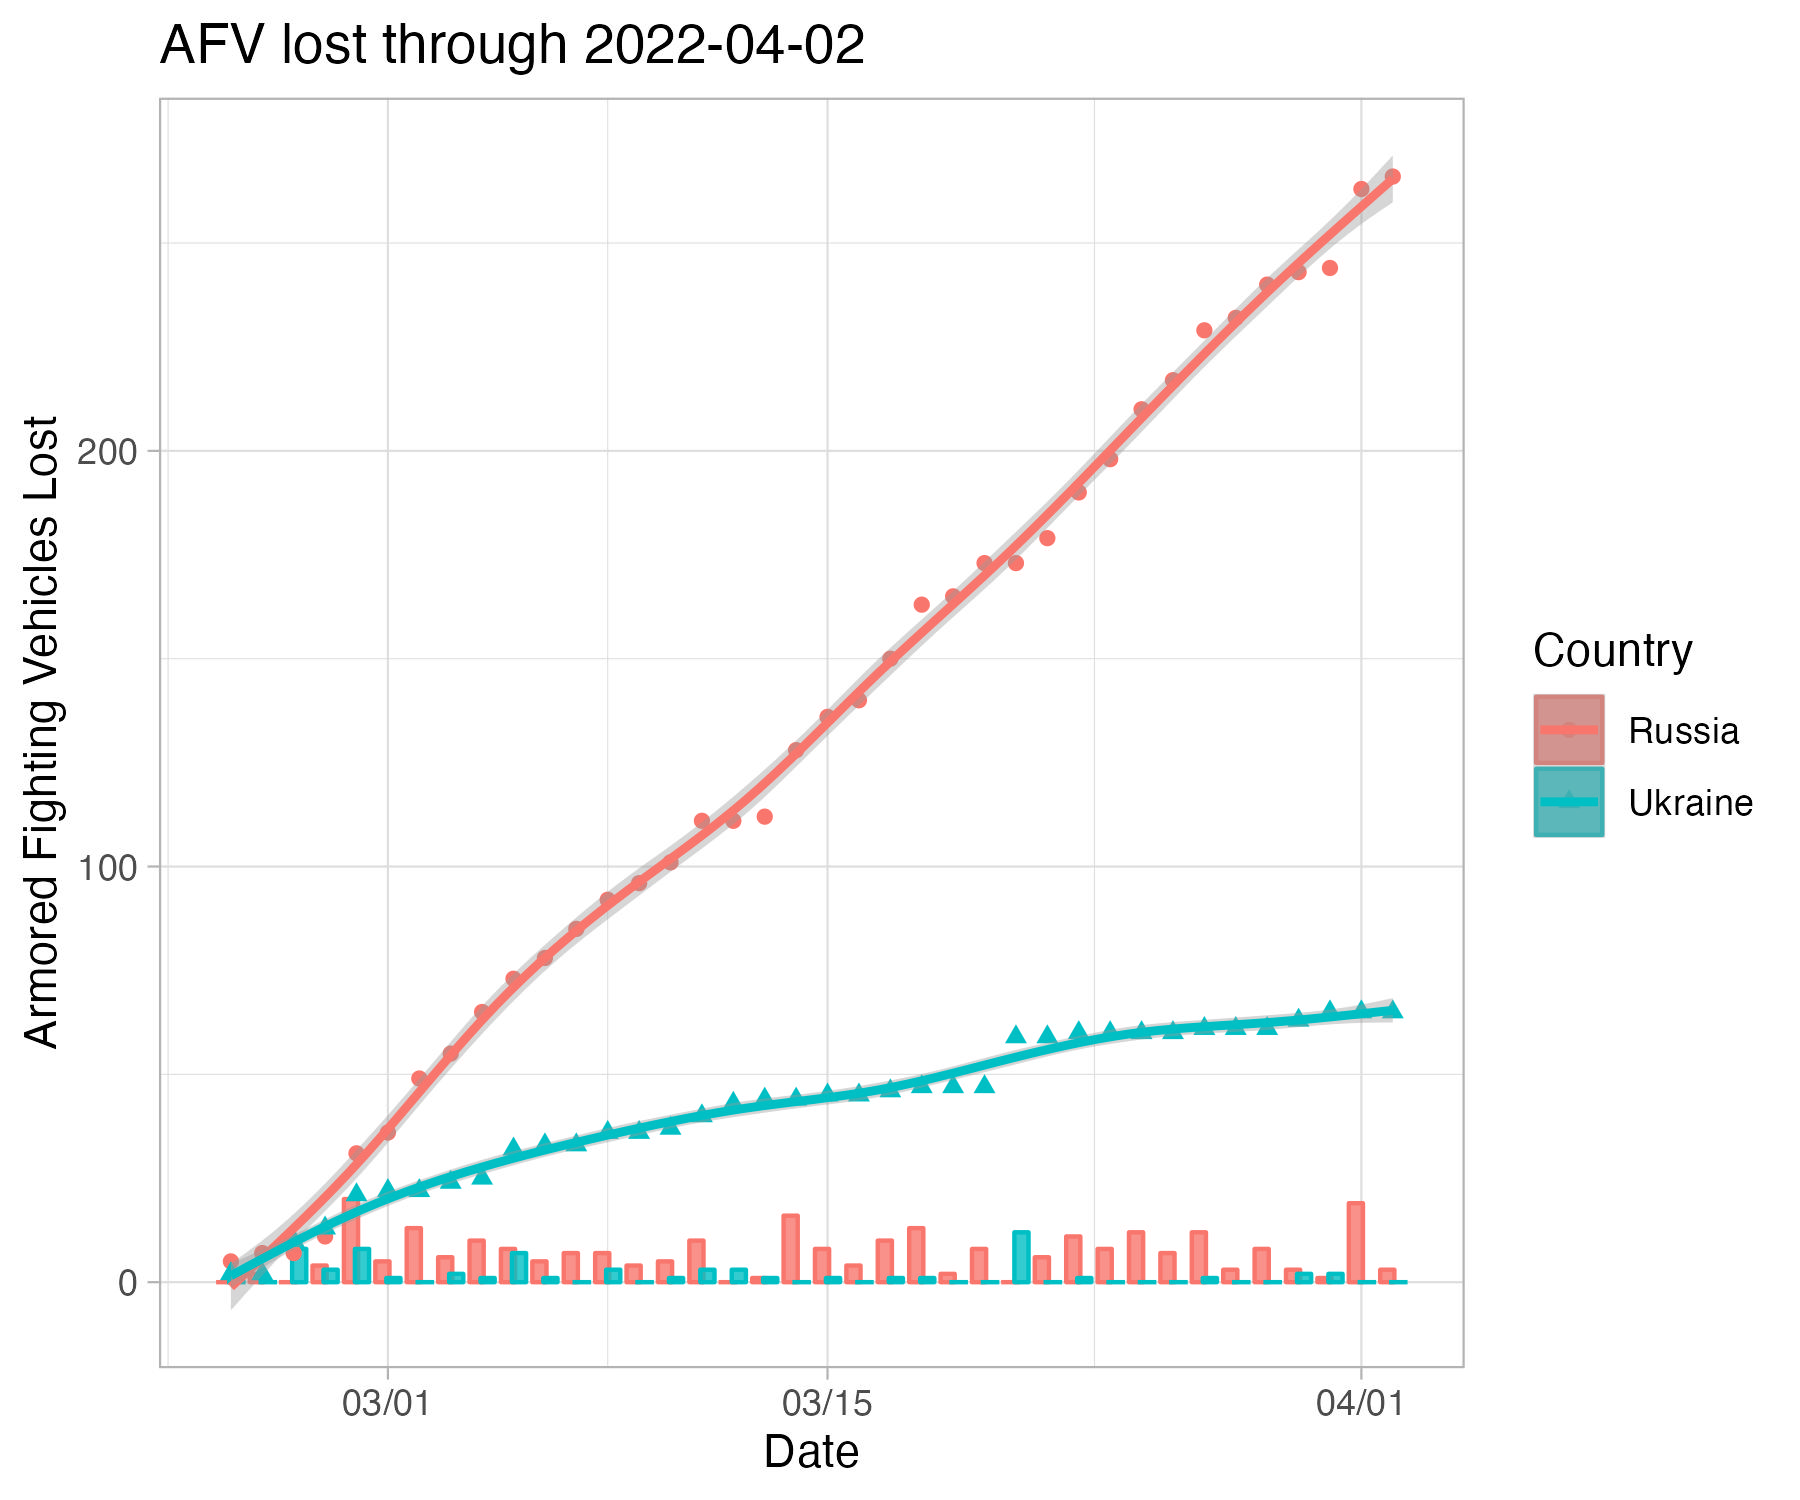 AFV lost through 2022-04-02
Armored Fighting Vehicles Lost
200
100
0
03/01
03/15
04/01
Date
Country
Russia
Ukraine